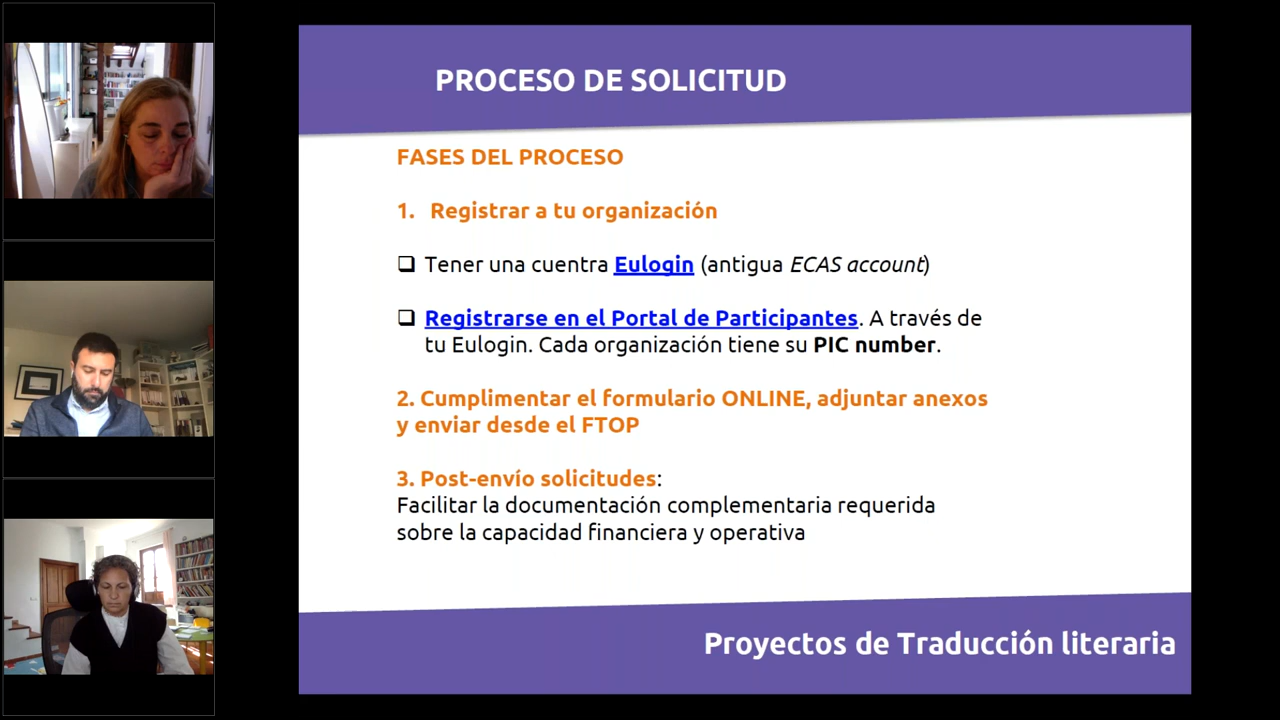 PROCESO DE SOLICITUD
FASES DEL PROCESO
1. Registrar a tu organización
Tener una cuentra Eulogin (antigua ECAS account)
Registrarse en el Portal de Participantes. A través de
tu Eulogin. Cada organización tiene su PIC number.
2. Cumplimentar el formulario ONLINE, adjuntar anexos
y enviar desde el FTOP
3. Post-envío solicitudes:
Facilitar la documentación complementaria requerida
sobre la capacidad financiera y operativa
Proyectos de Traducción literaria